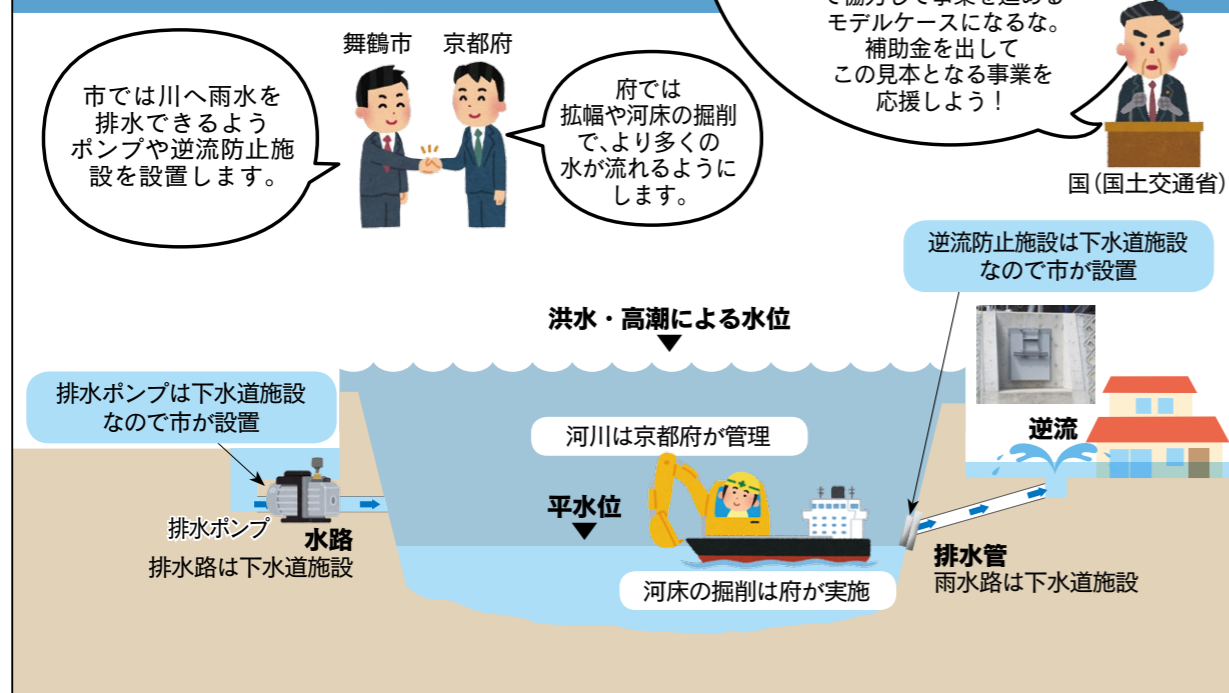 で協力して事業を進める
モデルケースになるな。
補助金を出して
この見本となる事業を
応援しよう！
国（国土交通省）
舞鶴市
京都府
市では川へ雨水を
排水できるよう
ポンプや逆流防止施
設を設置します。
府では
拡幅や河床の掘削
で、より多くの
水が流れるように
します。
逆流防止施設は下水道施設
なので市が設置
洪水・高潮による水位
排水ポンプは下水道施設
なので市が設置
河川は京都府が管理
逆流
平水位
排水ポンプ
水路
排水路は下水道施設
河床の掘削は府が実施
排水管
雨水路は下水道施設